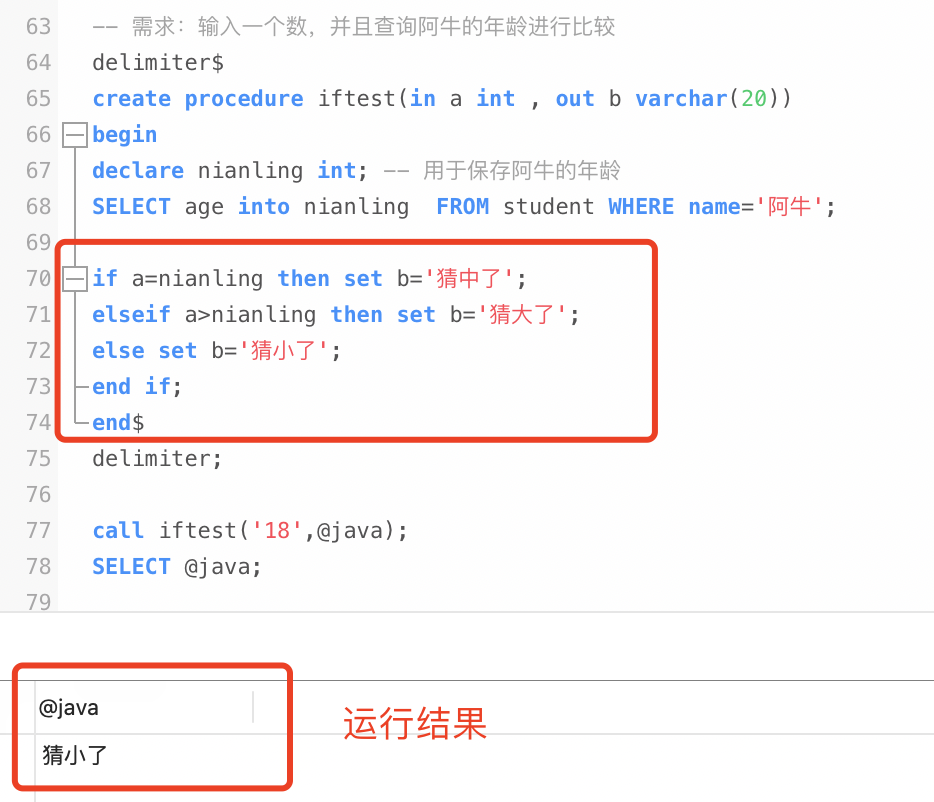 63 -- 需求：输入一个数，并且查询阿牛的年龄进行比较
64 delimiter$
65 create procedure iftest(in a int , out b varchar(20))
66 begin
67 declare nianling int; -- 用于保存阿牛的年龄
68 SELECT age into nianling  FROM student WHERE name='阿牛';
69
70 if a=nianling then set b='猜中了';
71 elseif a>nianling then set b='猜大了';
72 else set b='猜小了';
73 end if;
74 end$
75 delimiter;
76
77 call iftest('18',@java);
78 SELECT @java;
79
@java
运行结果
猜小了